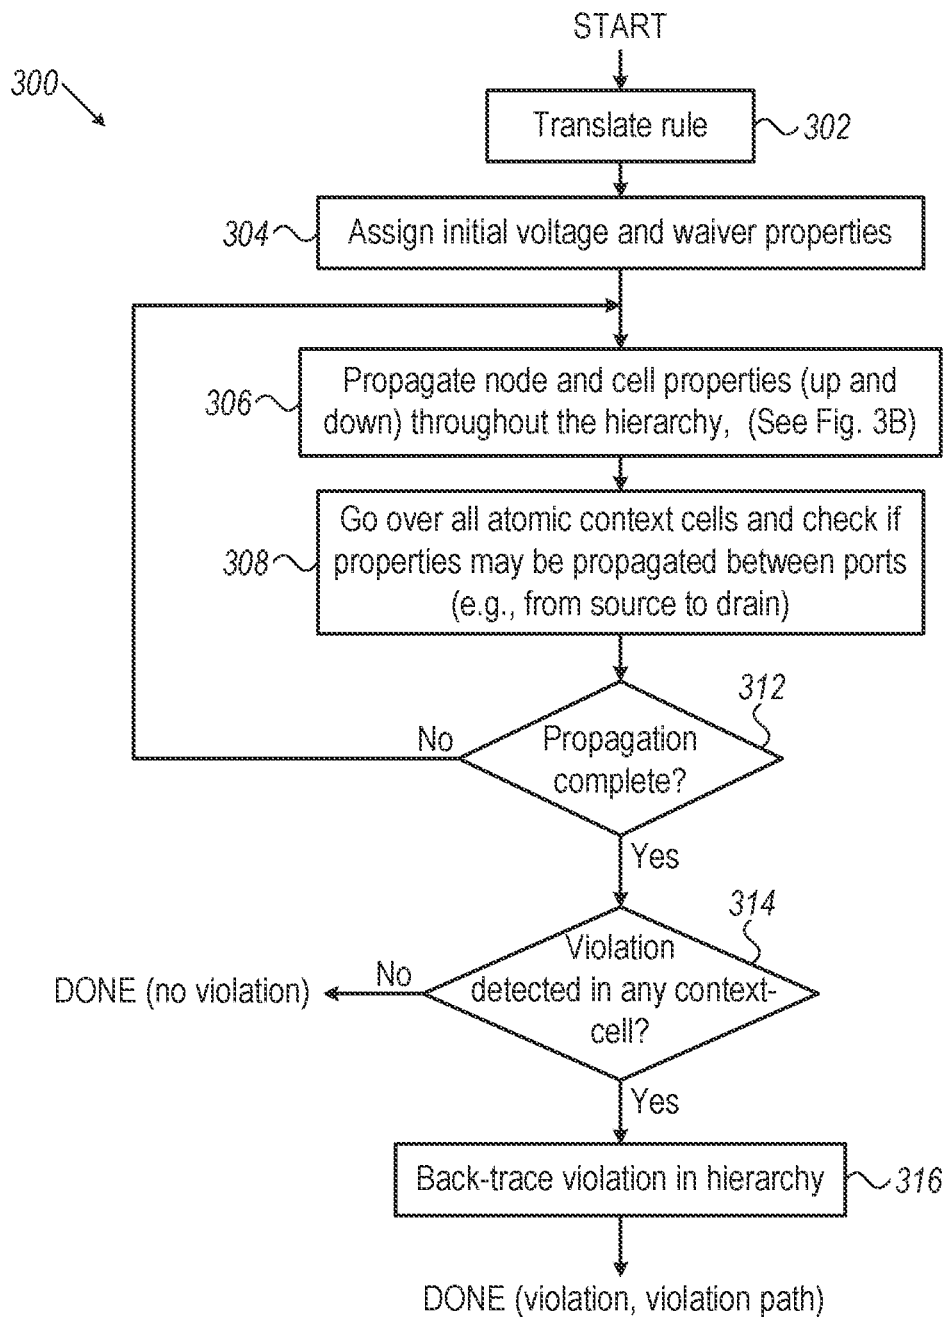 START
300
Translate rule
302
304
Assign initial voltage and waiver properties
306
Propagate node and cell properties (up and
down) throughout the hierarchy, (See Fig. 3B)
308
Go over all atomic context cells and check if
properties may be propagated between ports
(e.g., from source to drain)
312
No
Propagation
complete?
Yes
314
Violation
detected in any context-
cell?
No
DONE (no violation)
Yes
Back-trace violation in hierarchy
316
DONE (violation, violation path)